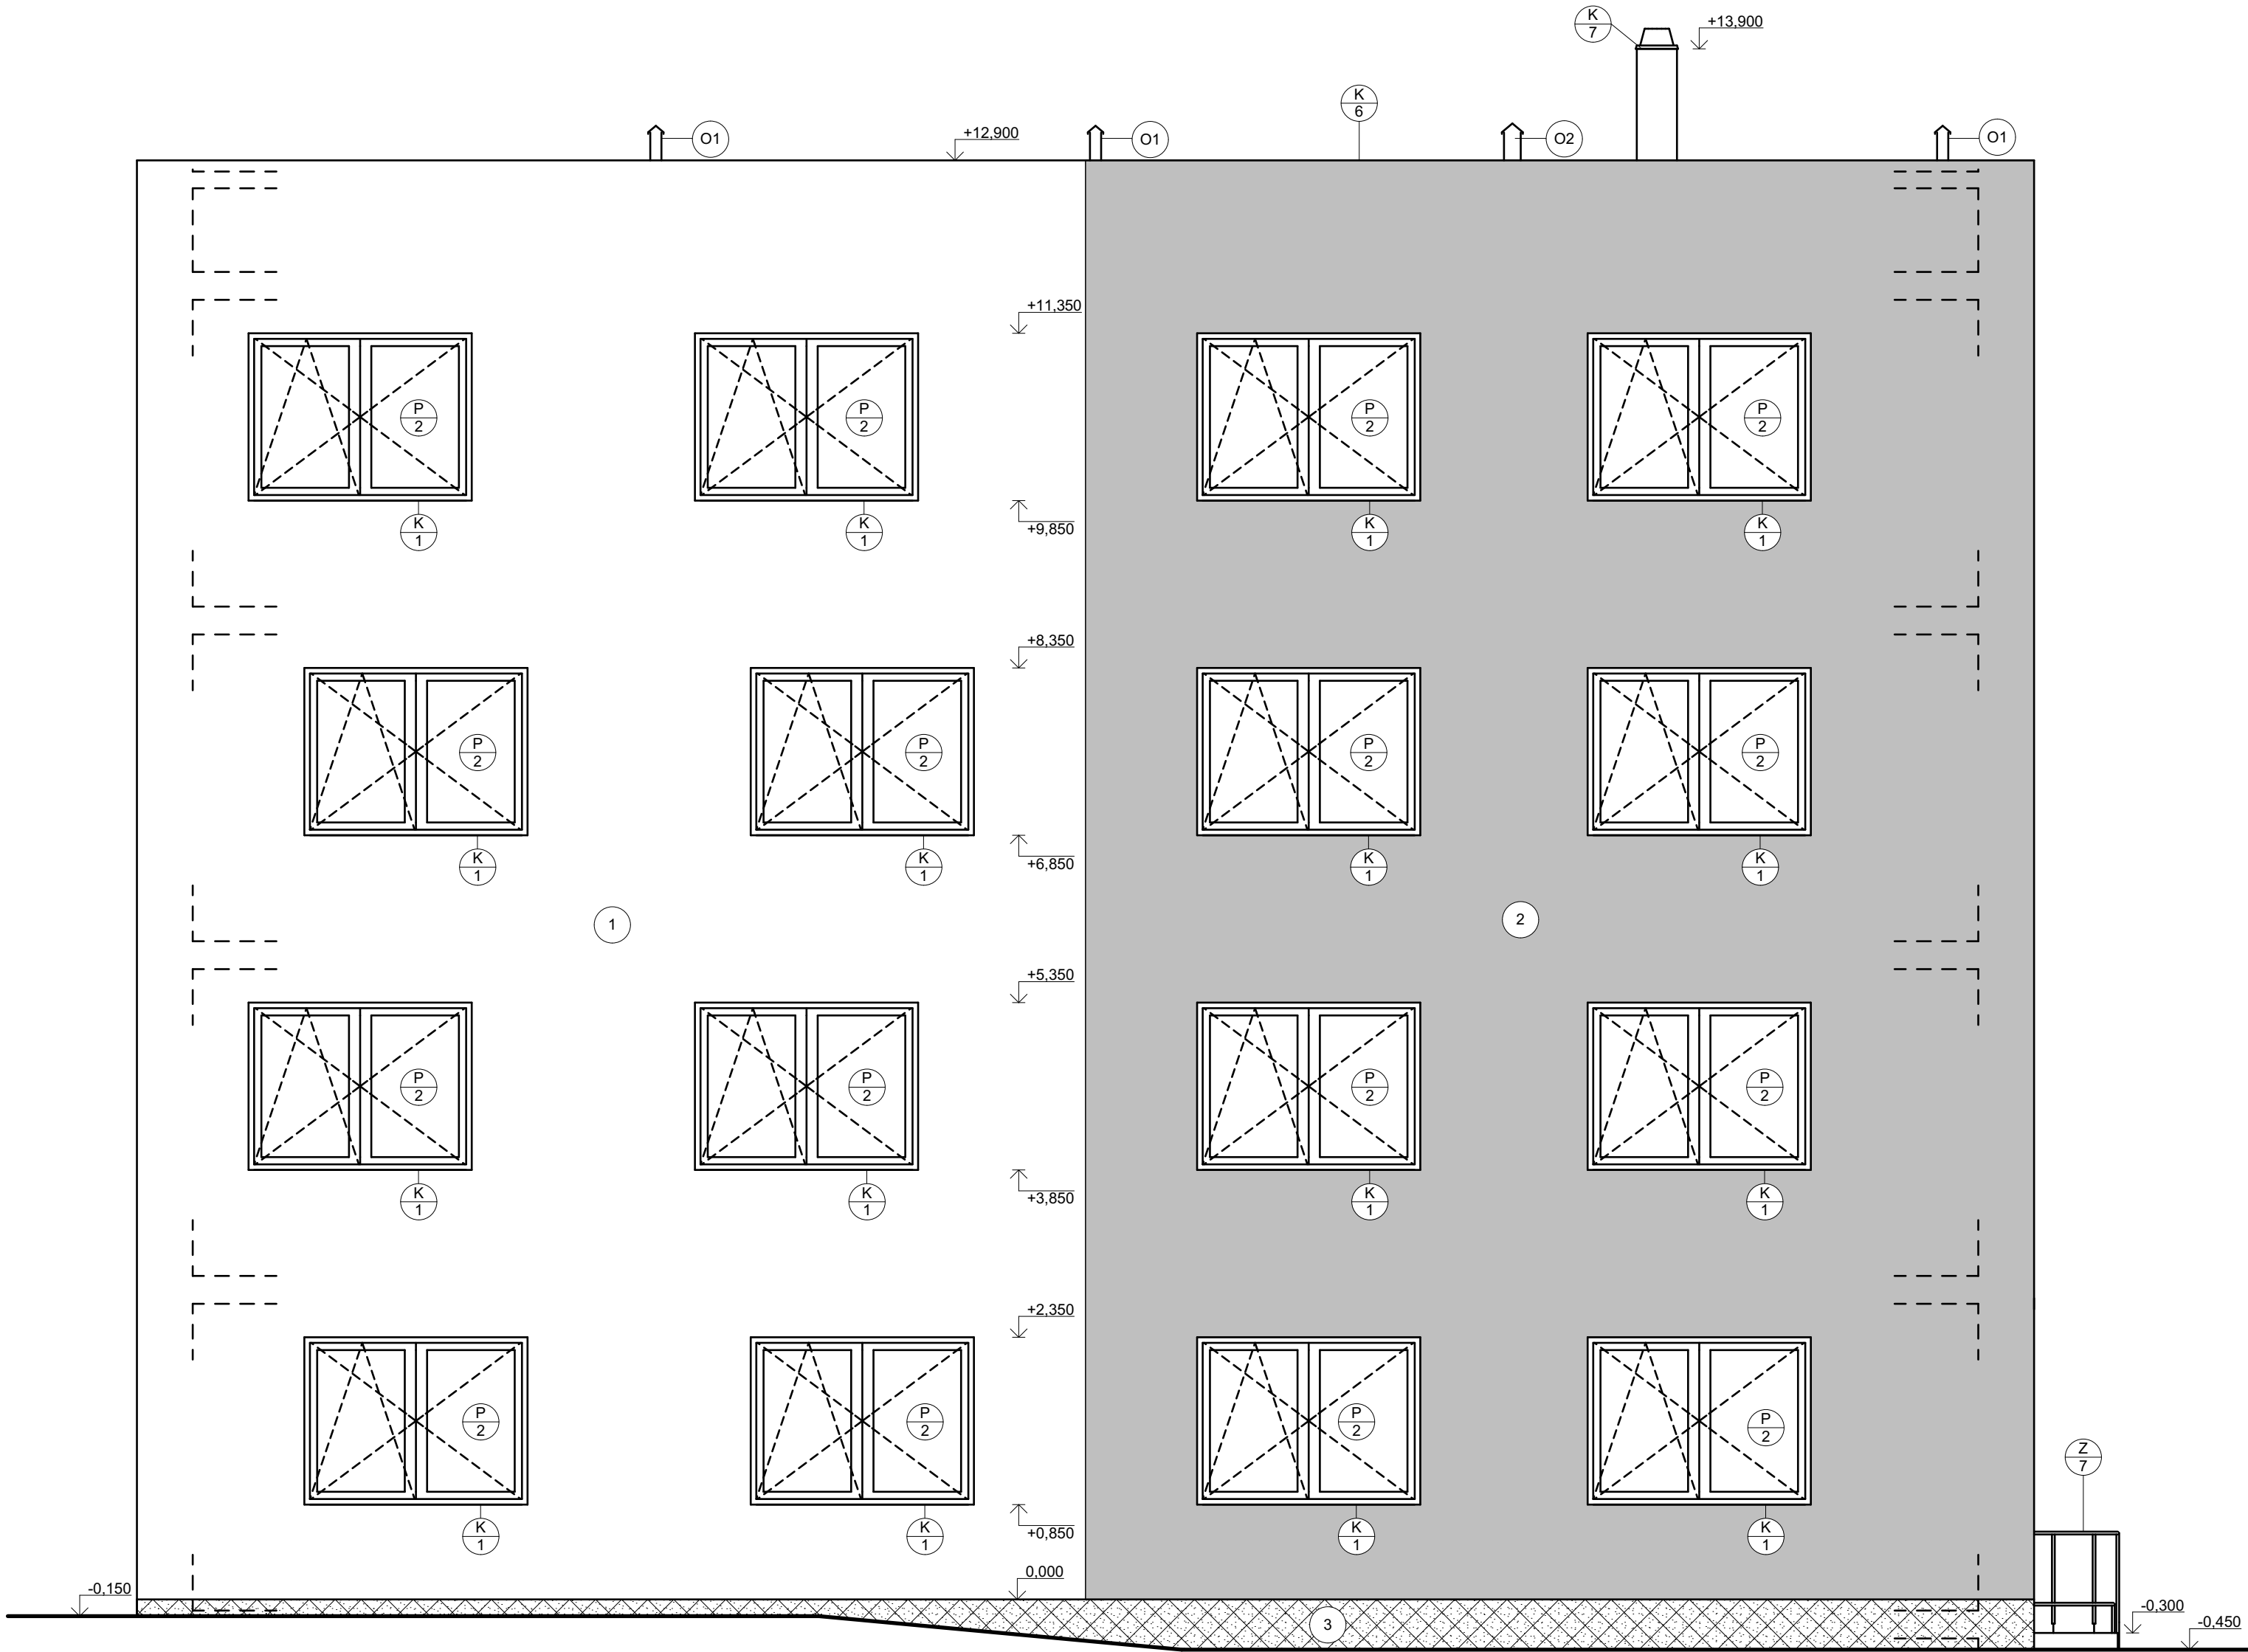 K
7
+13,900
K
6
O1
+12,900
O1
O2
O1
+11,350
P
2
P
2
P
2
P
2
K
1
K
1
+9,850
K
1
K
1
+8,350
P
2
P
2
P
2
P
2
K
1
K
1
+6,850
K
1
K
1
1
2
+5,350
P
2
P
2
P
2
P
2
K
1
K
1
+3,850
K
1
K
1
+2,350
P
2
P
2
P
2
P
2
Z
7
K
1
K
1
+0,850
K
1
K
1
-0,150
0,000
3
-0,300
-0,450